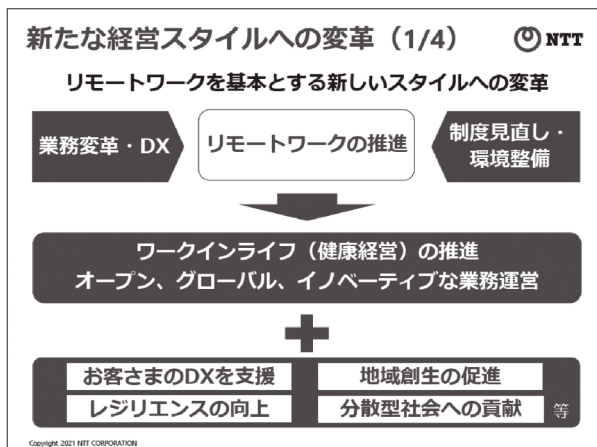 新たな経営スタイルへの変革（1/4）
NTT
リモートワークを基本とする新しいスタイルへの変革
業務変革・DX
リモートワークの推進
制度見直し・
環境整備
ワークインライフ（健康経営）の推進
オープン、グローバル、イノベーティブな業務運営
お客さまのDXを支援
地域創生の促進
レジリエンスの向上
分散型社会への貢献
等
Copyright 2021 NTT CORPORATION